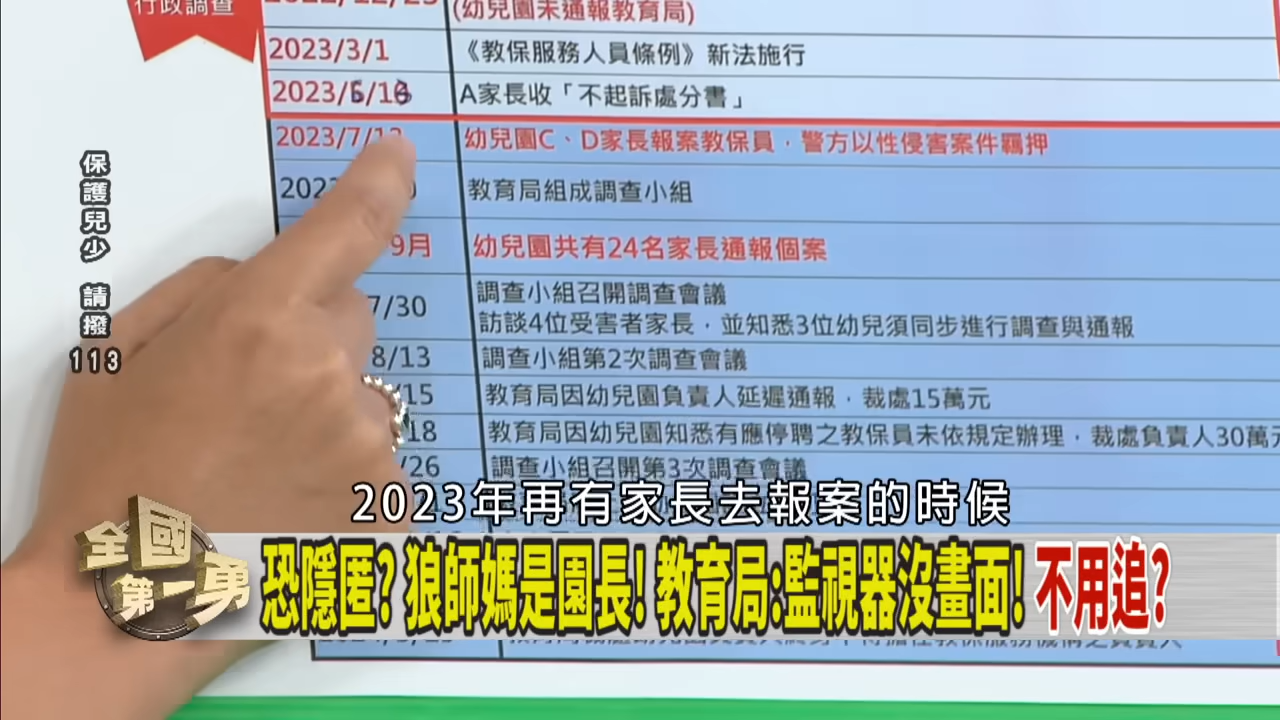 行政調查
(幼兒園未通報教育局)
2023/3/1 《教保服務人員條例》新法施行
A家長收「不起訴處分書」
2023/7/1 幼兒園C、D家長報案教保員，警方以性侵害案件羈押
教育局組成調查小組
9月 幼兒園共有24名家長通報個案
7/30 調查小組召開調查會議
訪談4位受害者家長，並知悉3位幼兒須同步進行調查與通報
8/13 調查小組第2次調查會議
/15 教育局因幼兒園負責人延遲通報，裁處15萬元
18 教育局因幼兒園知悉有應停聘之教保員未依規定辦理，裁處負責人30萬元
/26 調查小組召開第3次調查會議
保護兒少 請撥
113
2023年再有家長去報案的時候
全國第一勇
恐隱匿?狼師媽是園長!教育局:監視器沒畫面!不用追?